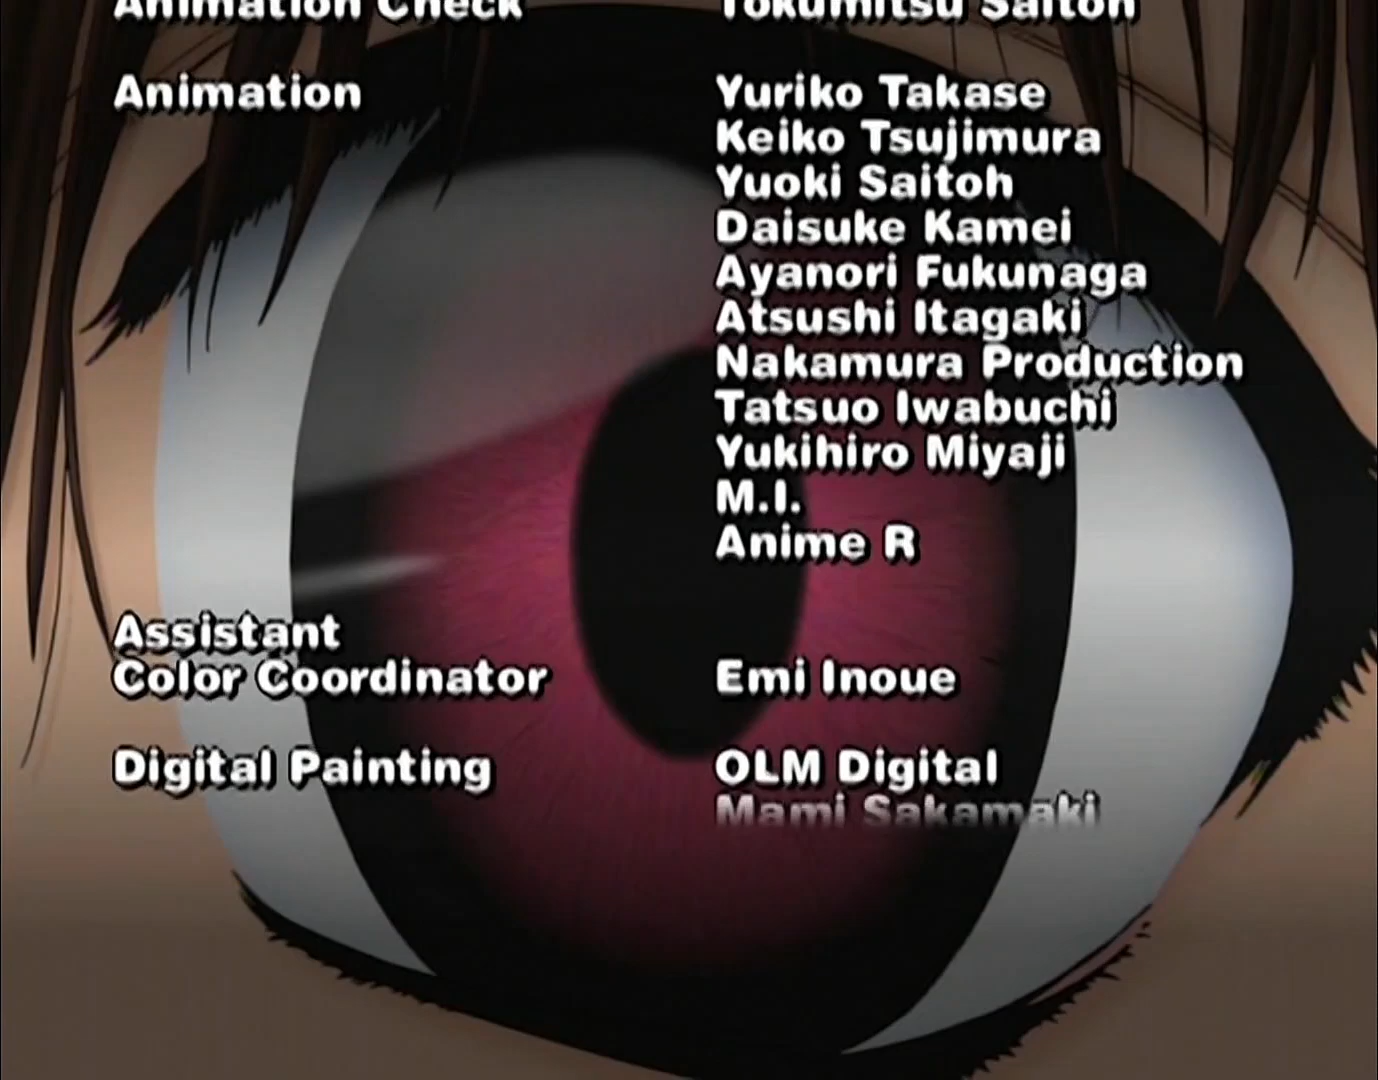 Animation Check Tokumitsu Saitoh
Animation Yuriko Takase
Keiko Tsujimura
Yuoki Saitoh
Daisuke Kamei
Ayanori Fukunaga
Atsushi Itagaki
Nakamura Production
Tatsuo Iwabuchi
Yukihiro Miyaji
M.I.
Anime R
Assistant
Color Coordinator Emi Inoue
Digital Painting OLM Digital
Mami Sakamaki